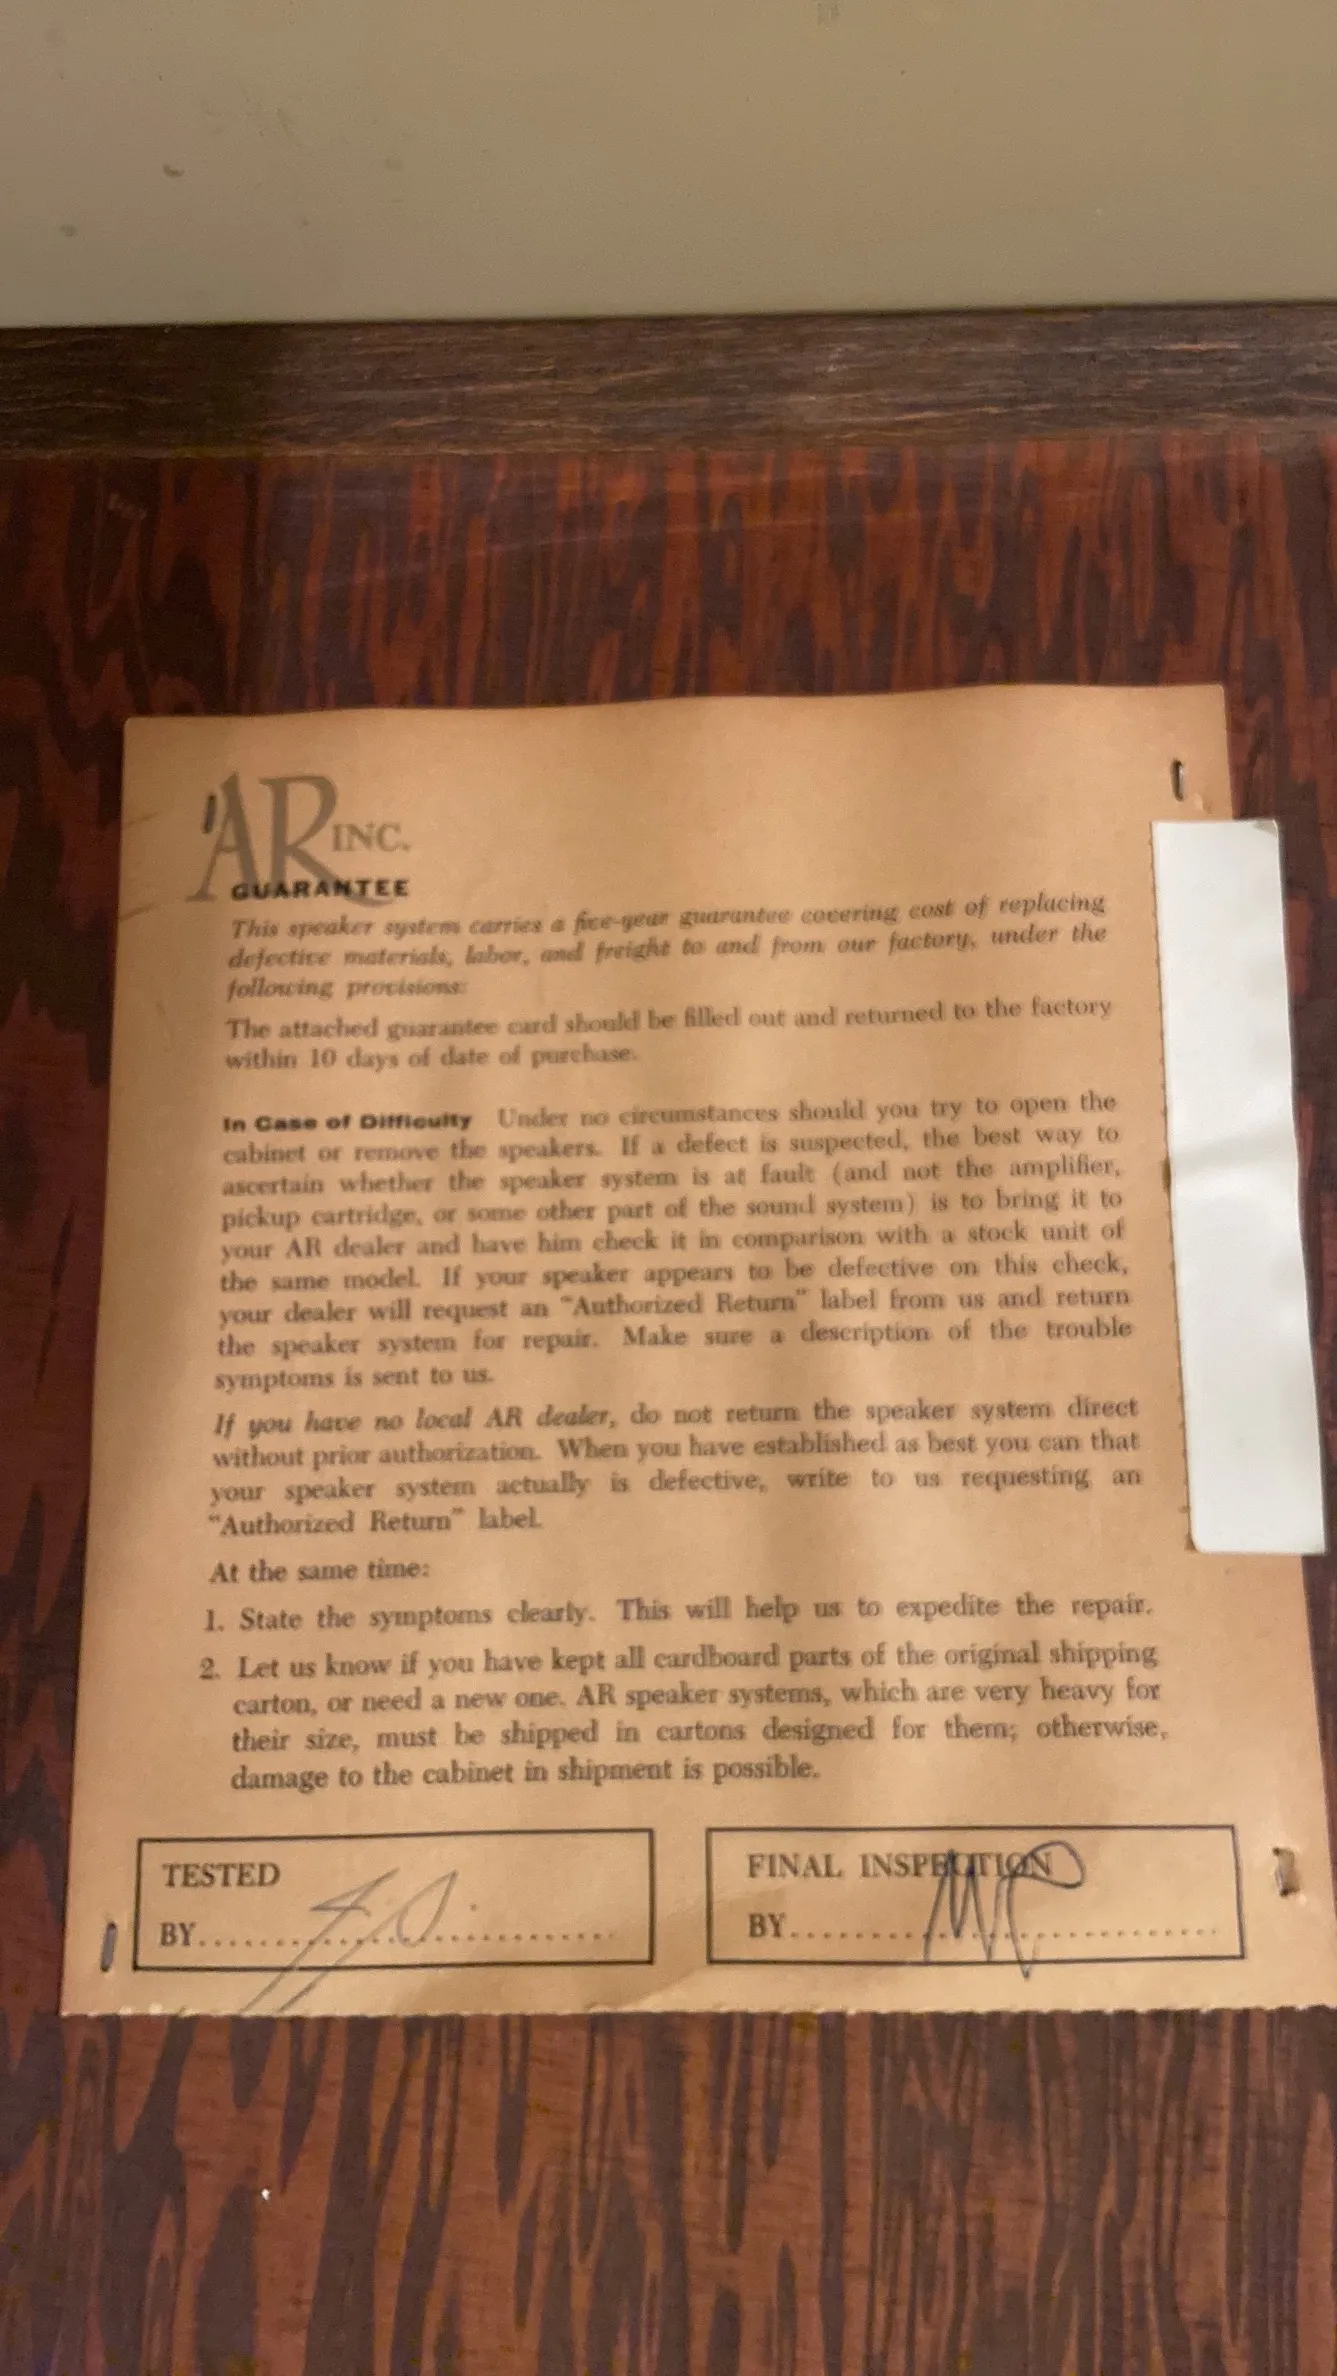 AR INC.
GUARANTEE
This speaker system carries a five-year guarantee covering cost of replacing
defective materials, labor, and freight to and from our factory, under the
following provisions:
The attached guarantee card should be filled out and returned to the factory
within 10 days of date of purchase.
In Case of Difficulty Under no circumstances should you try to open the
cabinet or remove the speakers. If a defect is suspected, the best way to
ascertain whether the speaker system is at fault (and not the amplifier,
pickup cartridge, or some other part of the sound system) is to bring it to
your AR dealer and have him check it in comparison with a stock unit of
the same model. If your speaker appears to be defective on this check,
your dealer will request an "Authorized Return" label from us and return
the speaker system for repair. Make sure a description of the trouble
symptoms is sent to us.
If you have no local AR dealer, do not return the speaker system direct
without prior authorization. When you have established as best you can that
your speaker system actually is defective, write to us requesting an
"Authorized Return" label.
At the same time:
1. State the symptoms clearly. This will help us to expedite the repair.
2. Let us know if you have kept all cardboard parts of the original shipping
carton, or need a new one. AR speaker systems, which are very heavy for
their size, must be shipped in cartons designed for them; otherwise,
damage to the cabinet in shipment is possible.
TESTED
BY
FINAL INSPECTION
BY